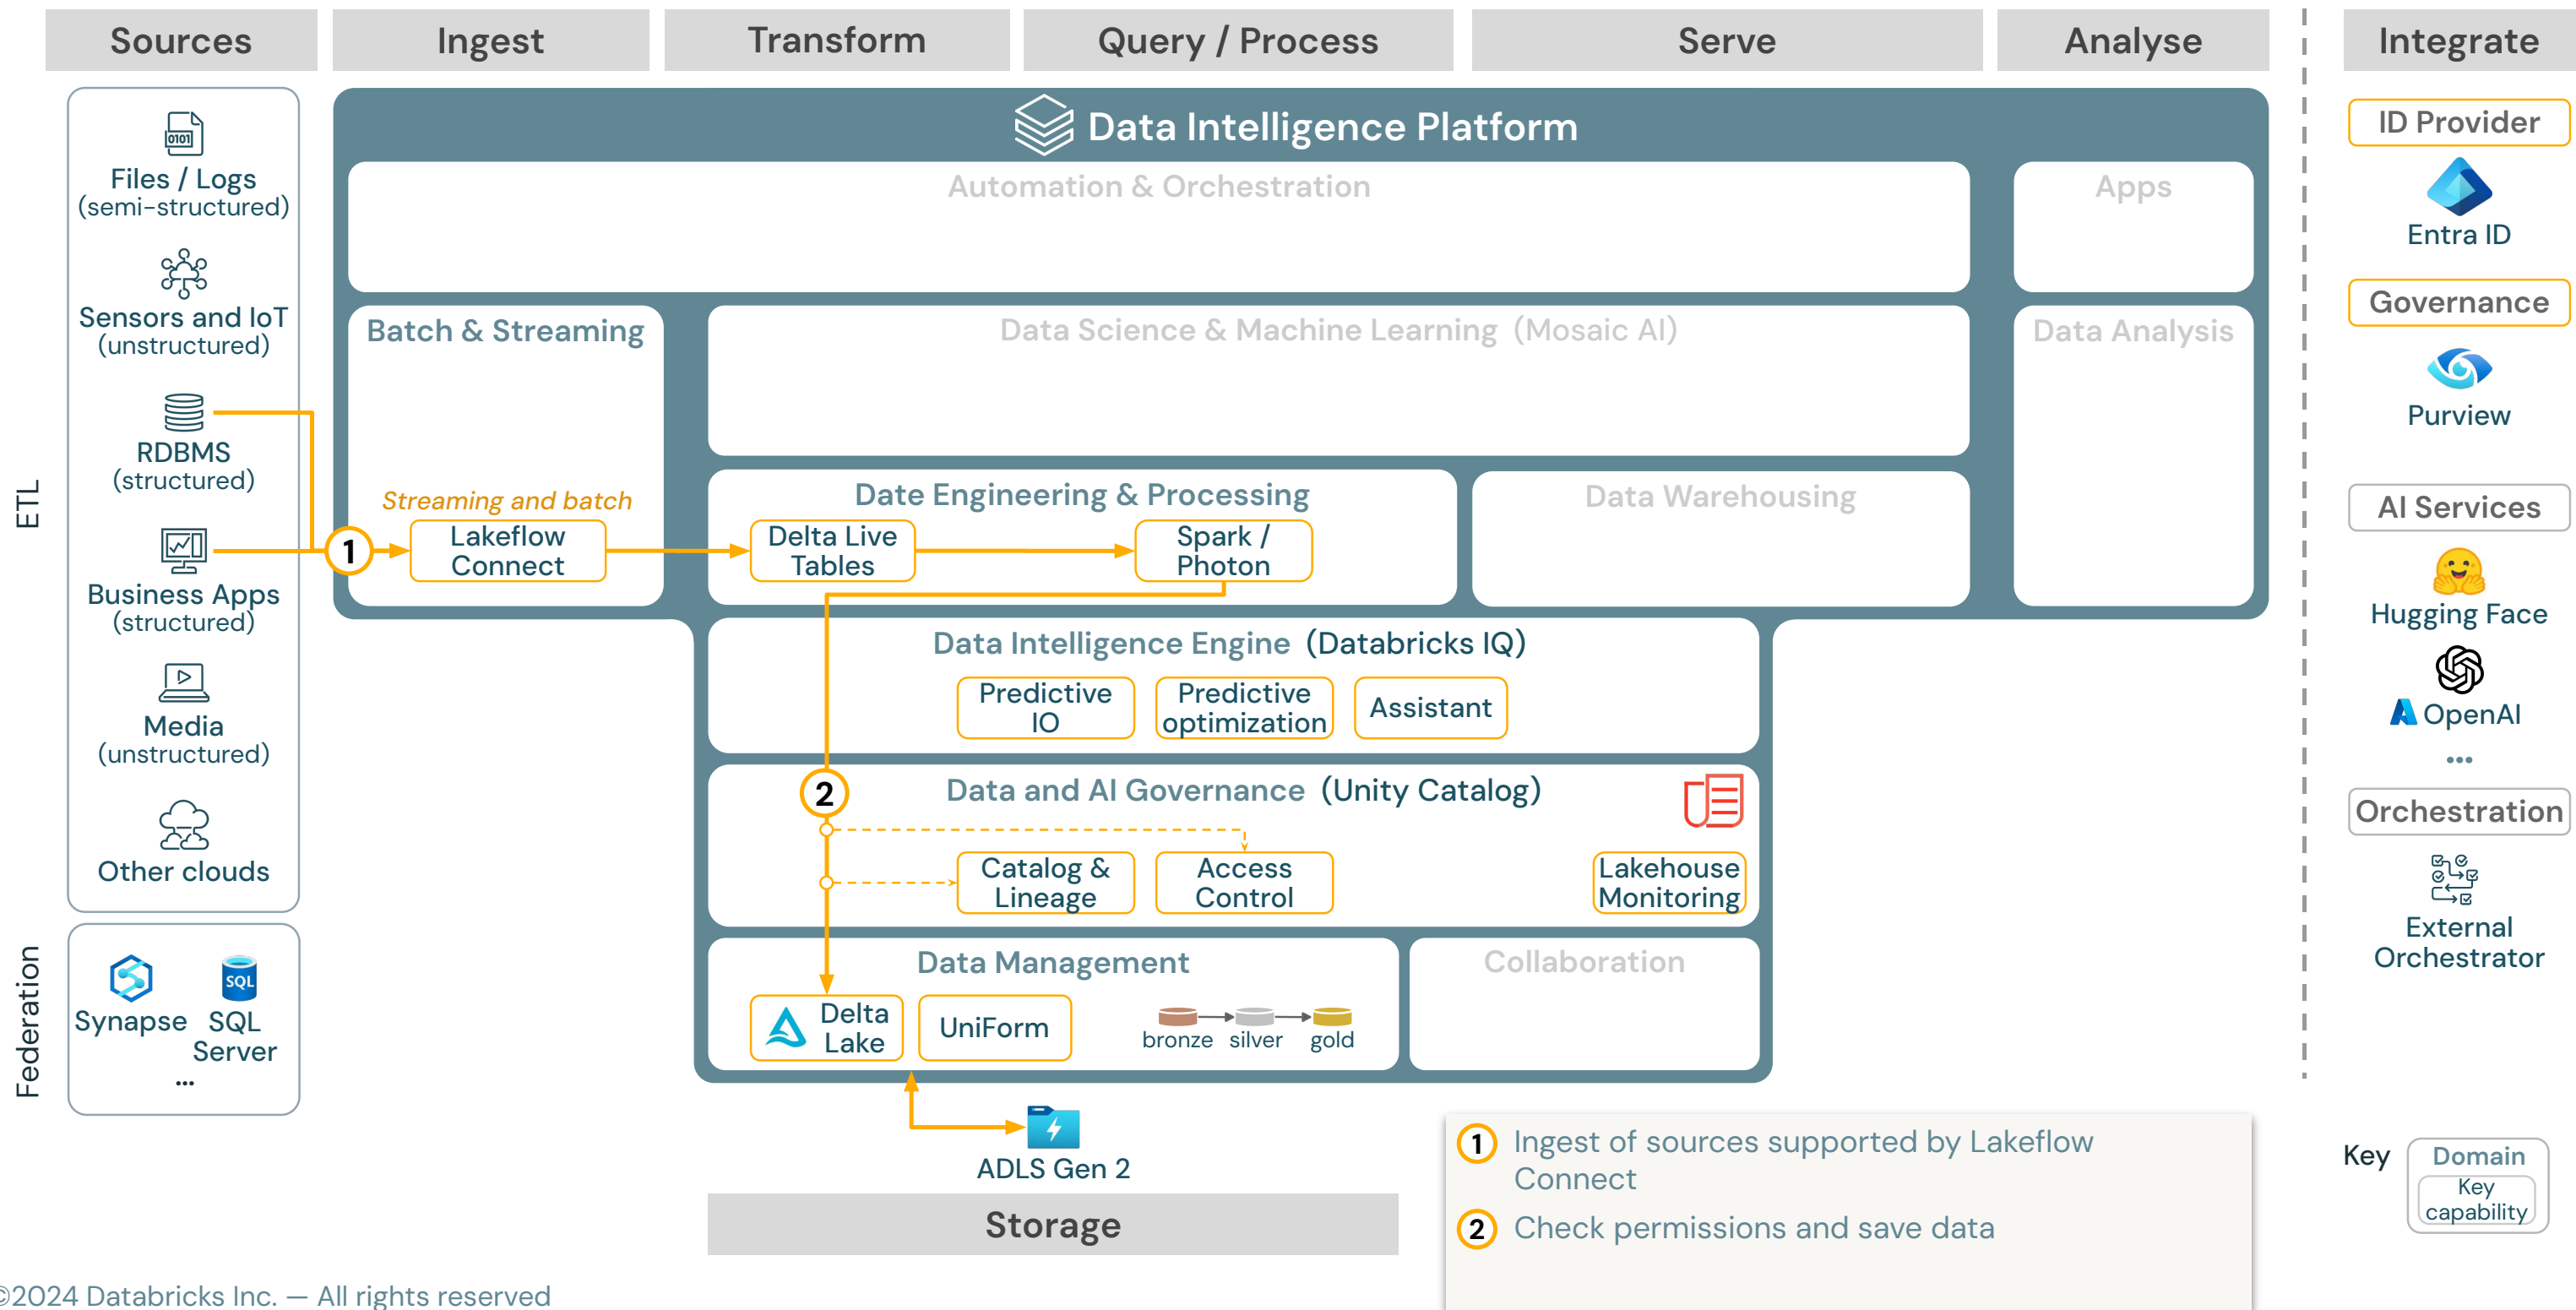 Sources
Ingest
Transform
Query / Process
Serve
Analyse
Integrate
ETL
0101
Files / Logs
(semi-structured)
Sensors and IoT
(unstructured)
RDBMS
(structured)
Business Apps
(structured)
Media
(unstructured)
Other clouds
Federation
Synapse
SQL
SQL
Server
...
Data Intelligence Platform
Automation & Orchestration
Apps
Batch & Streaming
Streaming and batch
1
Lakeflow
Connect
Data Science & Machine Learning (Mosaic AI)
Data Analysis
Date Engineering & Processing
Delta Live
Tables
Spark /
Photon
Data Warehousing
Data Intelligence Engine (Databricks IQ)
Predictive
IO
Predictive
optimization
Assistant
2
Data and AI Governance (Unity Catalog)
Catalog &
Lineage
Access
Control
Lakehouse
Monitoring
Data Management
Delta
Lake
UniForm
bronze
silver
gold
Collaboration
ADLS Gen 2
Storage
ID Provider
Entra ID
Governance
Purview
AI Services
Hugging Face
OpenAI
...
Orchestration
External
Orchestrator
1 Ingest of sources supported by Lakeflow
Connect
2 Check permissions and save data
Key
Domain
Key
capability
©2024 Databricks Inc. — All rights reserved